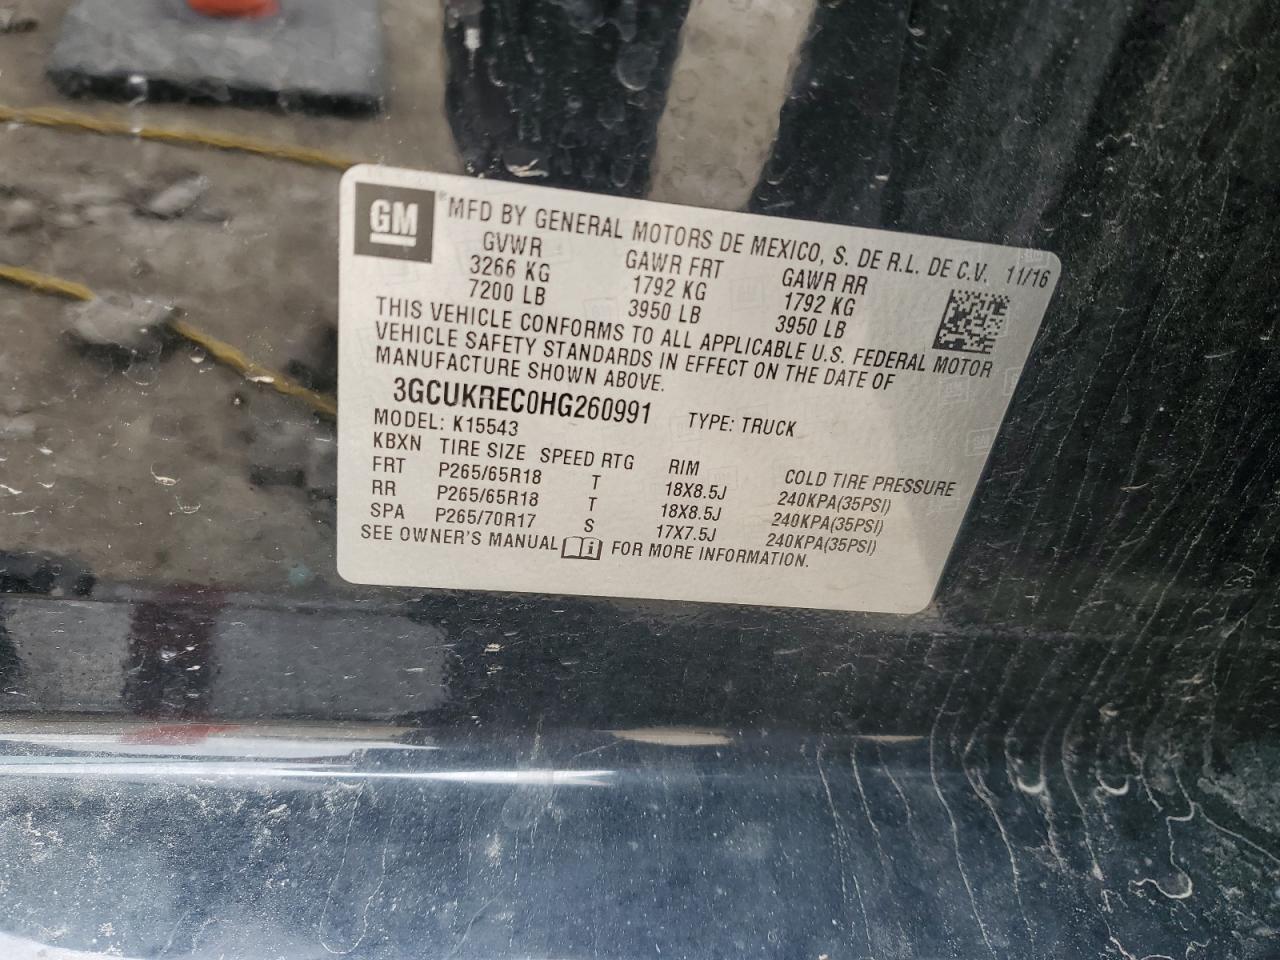 GM® MFD BY GENERAL MOTORS DE MEXICO, S. DE R.L. DE C.V. 11/16
GVWR GAWR FRT GAWR RR
3266 KG 1792 KG 1792 KG
7200 LB 3950 LB 3950 LB
THIS VEHICLE CONFORMS TO ALL APPLICABLE U.S. FEDERAL MOTOR
VEHICLE SAFETY STANDARDS IN EFFECT ON THE DATE OF
MANUFACTURE SHOWN ABOVE.
3GCUKREC0HG260991 TYPE: TRUCK
MODEL: K15543
KBXN TIRE SIZE SPEED RTG RIM COLD TIRE PRESSURE
FRT P265/65R18 T 18X8.5J 240KPA(35PSI)
RR P265/65R18 T 18X8.5J 240KPA(35PSI)
SPA P265/70R17 S 17X7.5J 240KPA(35PSI)
SEE OWNER'S MANUAL FOR MORE INFORMATION.